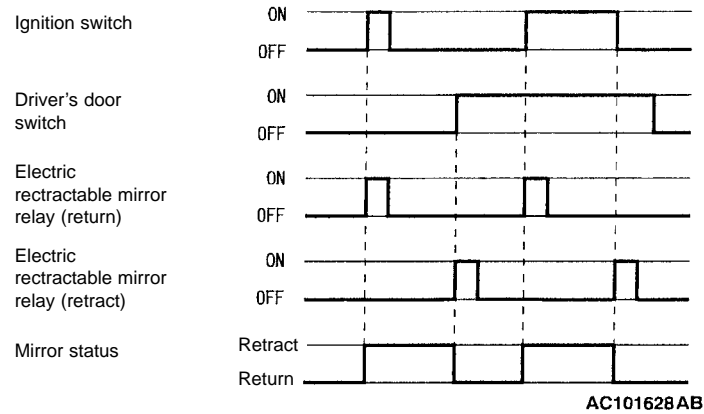 Ignition switch
ON
OFF
Driver's door
switch
ON
OFF
Electric
rectractable mirror
relay (return)
ON
OFF
Electric
rectractable mirror
relay (retract)
ON
OFF
Mirror status
Retract
Return
AC101628AB